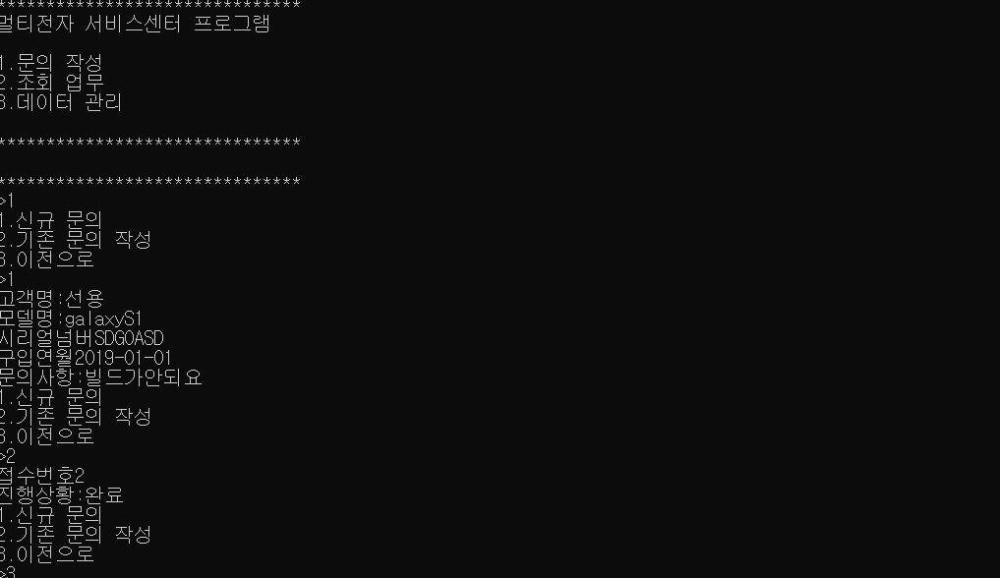 *******************************
멀티전자 서비스센터 프로그램
1.문의 작성
2.조회 업무
3.데이터 관리
*******************************
*******************************
>1
1.신규 문의
2.기존 문의 작성
3.이전으로
>1
고객명:선용
모델명:galaxyS1
시리얼넘버SDGOASD
구입연월2019-01-01
문의사항:빌드가안되요
1.신규 문의
2.기존 문의 작성
3.이전으로
>2
접수번호2
진행상황:완료
1.신규 문의
2.기존 문의 작성
3.이전으로
>3